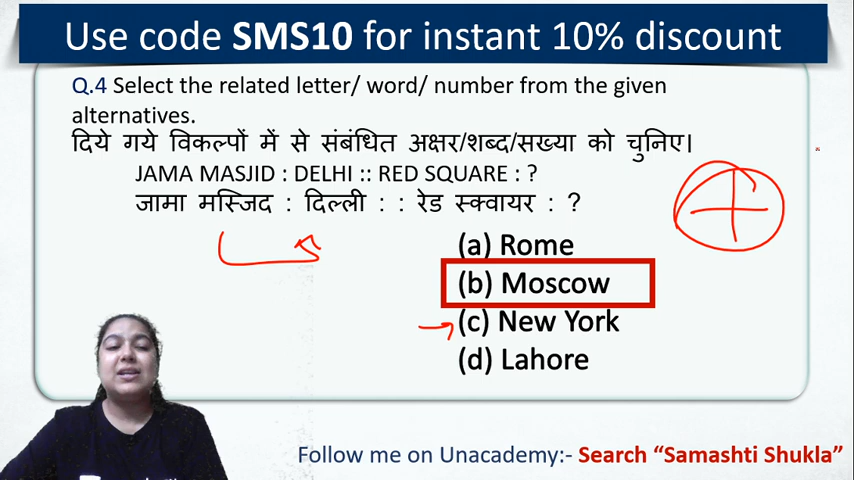 Use code SMS10 for instant 10% discount
Q.4 Select the related letter/ word/ number from the given
alternatives.
दिये गये विकल्पों में से संबंधित अक्षर/शब्द/सख्या को चुनिए।
JAMA MASJID : DELHI :: RED SQUARE : ?
जामा मस्जिद : दिल्ली : : रेड स्क्वायर : ?
(a) Rome
(b) Moscow
(c) New York
(d) Lahore
Follow me on Unacademy:- Search “Samashti Shukla”